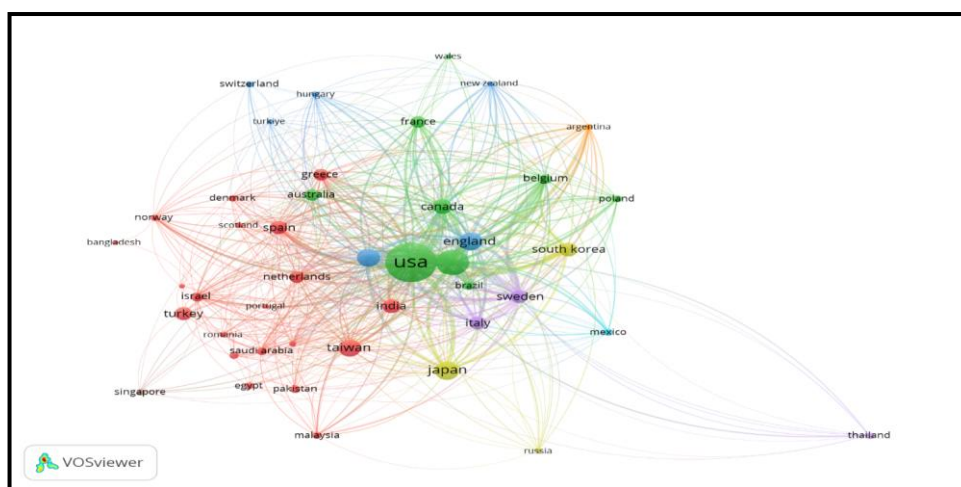 wales
switzerland
new zealand
hungary
turkiye
france
argentina
greece
belgium
denmark
australia
poland
canada
norway
scotland
spain
bangladesh
england
south korea
usa
netherlands
brazil
israel
sweden
portugal
india
turkey
italy
romania
mexico
taiwan
saudi arabia
japan
egypt
pakistan
singapore
malaysia
thailand
russia
VOSviewer